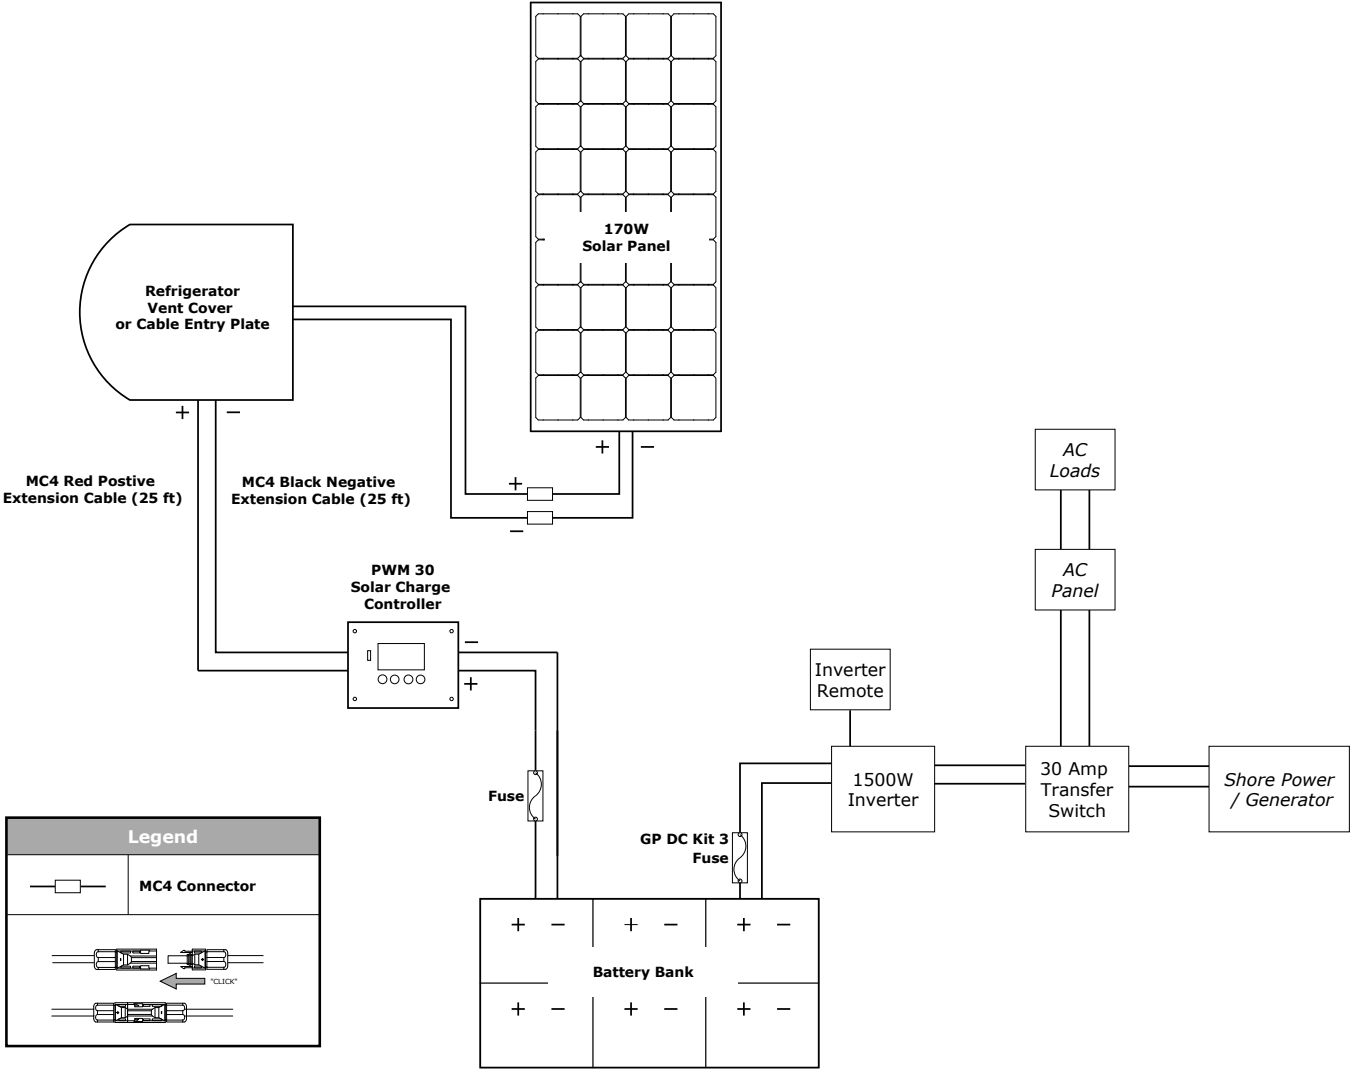 170W
Solar Panel
Refrigerator
Vent Cover
or Cable Entry Plate
+ −
+ −
MC4 Red Postive
Extension Cable (25 ft)
MC4 Black Negative
Extension Cable (25 ft)
+
−
AC
Loads
PWM 30
Solar Charge
Controller
AC
Panel
−
+
Inverter
Remote
1500W
Inverter
30 Amp
Transfer
Switch
Shore Power
/ Generator
Fuse
GP DC Kit 3
Fuse
Legend
MC4 Connector
"CLICK"
+ − + − + −
Battery Bank
+ − + − + −